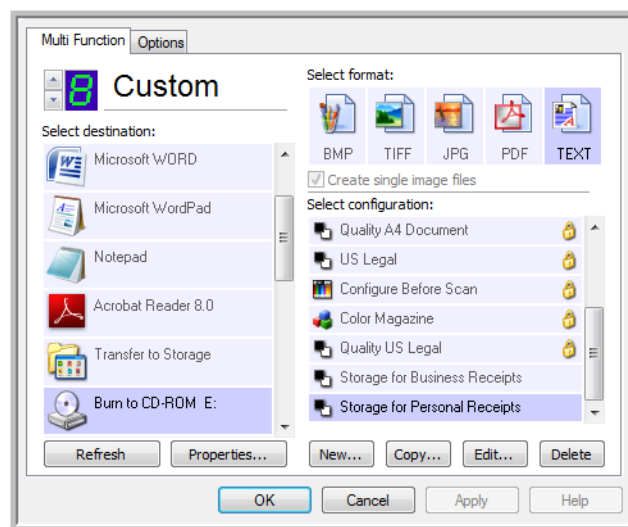 Multi Function
Options
8
Custom
Select destination:
Microsoft WORD
Microsoft WordPad
Notepad
Acrobat Reader 8.0
Transfer to Storage
Burn to CD-ROM E:
Refresh
Properties...
Select format:
BMP
TIFF
JPG
PDF
TEXT
Create single image files
Select configuration:
Quality A4 Document
US Legal
Configure Before Scan
Color Magazine
Quality US Legal
Storage for Business Receipts
Storage for Personal Receipts
New...
Copy...
Edit...
Delete
OK
Cancel
Apply
Help